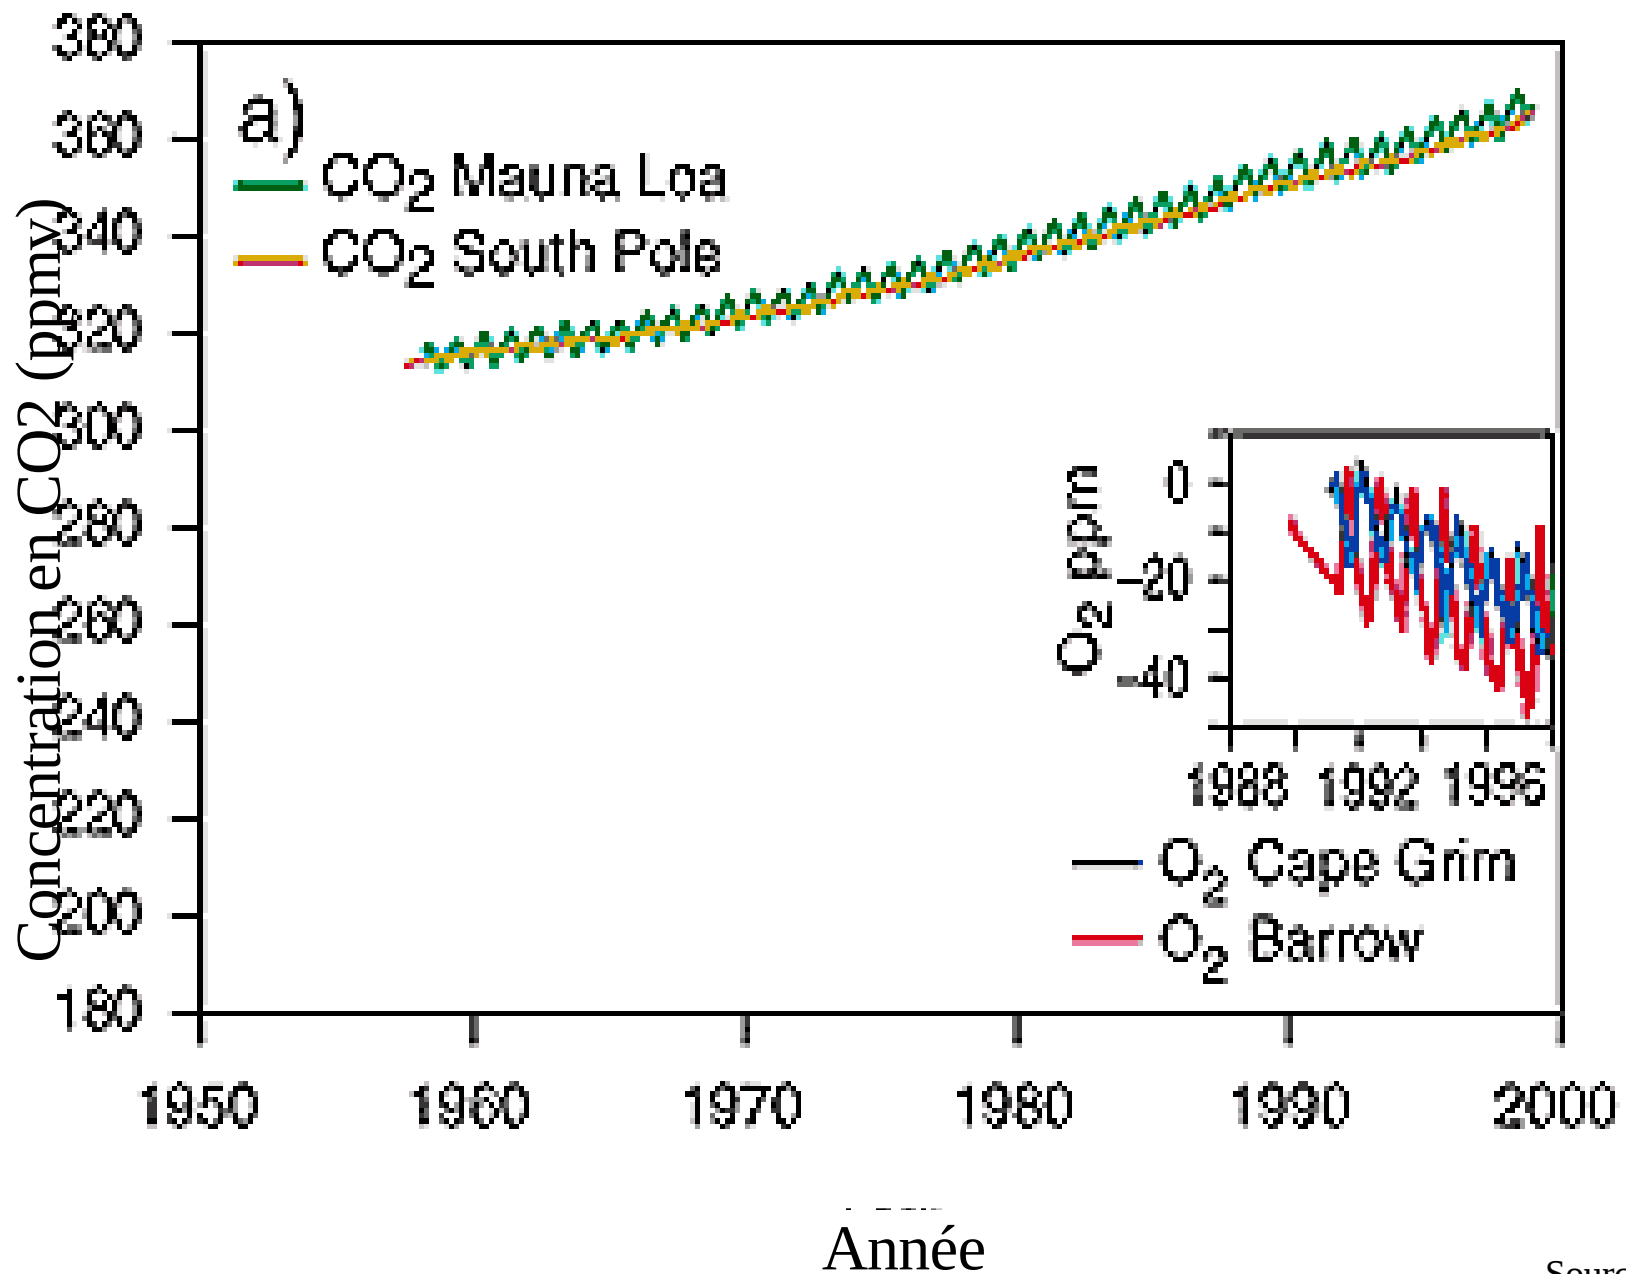 380
a)
360
CO2 Mauna Loa
340
CO2 South Pole
320
300
280
260
240
220
200
180
Concentration en CO2 (ppmv)
1950 1960 1970 1980 1990 2000
Année
O2 ppm
0
-20
-40
1988 1992 1996
O2 Cape Grim
O2 Barrow